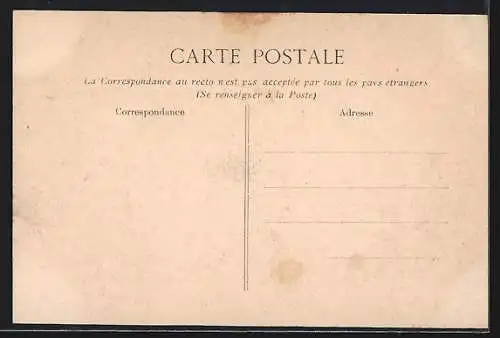 CARTE POSTALE
La Correspondance au recto n'est pas acceptée par tous les pays étrangers
(Se renseigner à la Poste)
Correspondance
Adresse